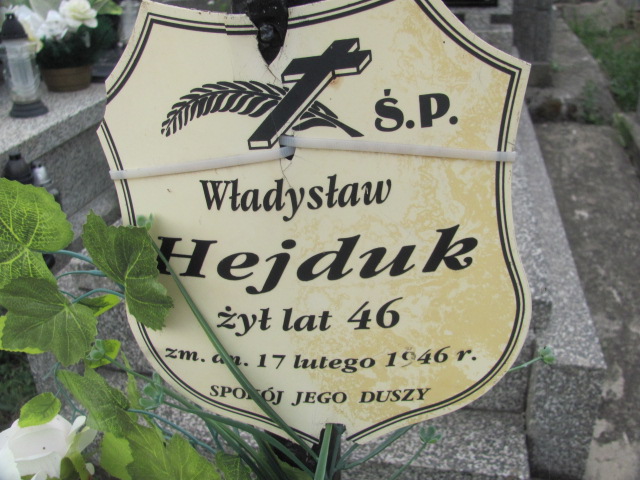 Ś.P.
Władysław
Hejduk
żył lat 46
zm. dn. 17 lutego 1946 r.
SPOKÓJ JEGO DUSZY